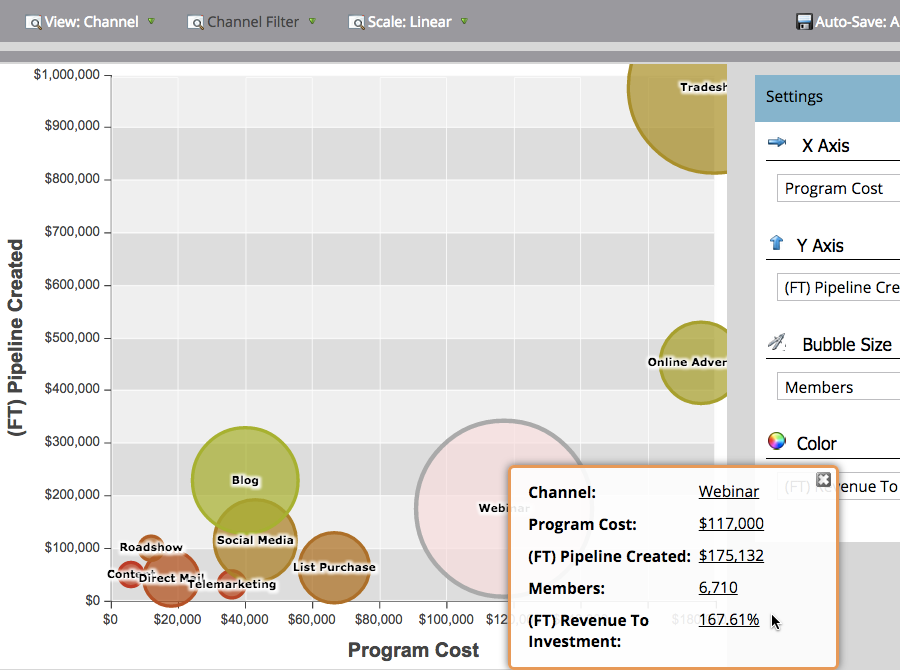 View: Channel Channel Filter Scale: Linear Auto-Save: A
Settings
X Axis
Program Cost
Y Axis
(FT) Pipeline Cre
Bubble Size
Members
Color
(FT) Revenue To
(FT) Pipeline Created
$1,000,000
$900,000
$800,000
$700,000
$600,000
$500,000
$400,000
$300,000
$200,000
$100,000
$0
Tradesh
Online Adver
Blog
Webinar
Social Media
Roadshow
List Purchase
Direct Mail
Telemarketing
$0 $20,000 $40,000 $60,000 $80,000 $100,000
Program Cost
Channel: Webinar
Program Cost: $117,000
(FT) Pipeline Created: $175,132
Members: 6,710
(FT) Revenue To 167.61%
Investment: